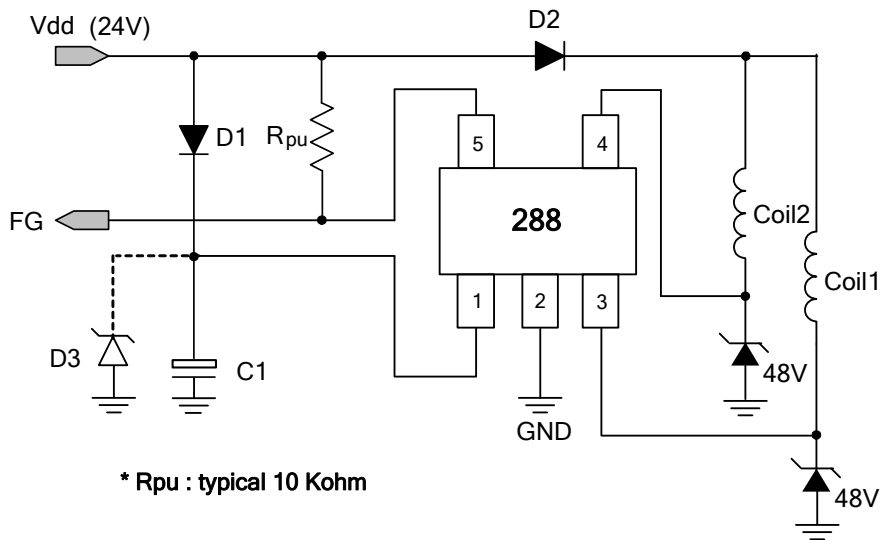 Vdd (24V)
D2
D1
Rpu
5
4
FG
288
Coil2
Coil1
1
2
3
D3
C1
48V
GND
* Rpu : typical 10 Kohm
48V